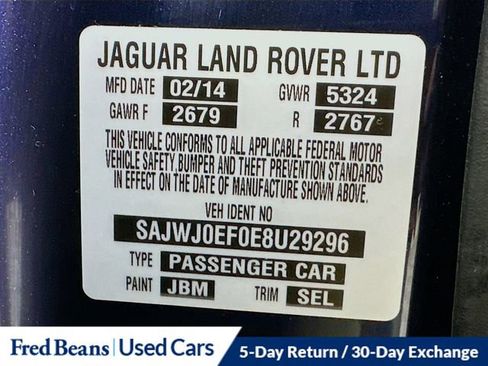 JAGUAR LAND ROVER LTD
MFD DATE 02/14 GVWR 5324
GAWR F 2679 R 2767
THIS VEHICLE CONFORMS TO ALL APPLICABLE FEDERAL MOTOR
VEHICLE SAFETY, BUMPER AND THEFT PREVENTION STANDARDS
IN EFFECT ON THE DATE OF MANUFACTURE SHOWN ABOVE.
VEH IDENT NO
SAJWJ0EF0E8U29296
TYPE PASSENGER CAR
PAINT JBM TRIM SEL
Fred Beans | Used Cars 5-Day Return / 30-Day Exchange